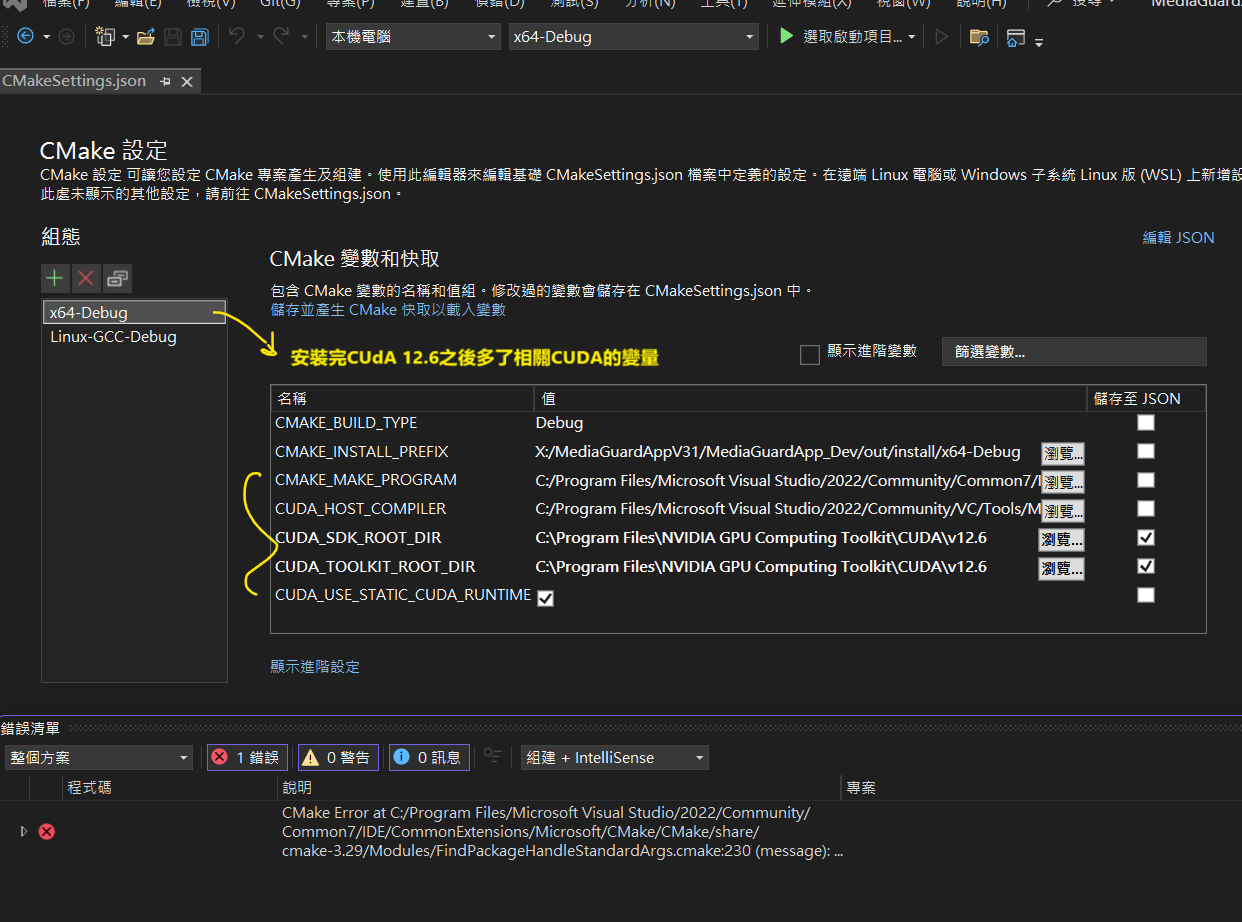 檔案(F) 編輯(E) 檢視(V) Git(G) 專案(P) 建置(B) 偵錯(D) 測試(S) 分析(N) 工具(T) 延伸模組(X) 視窗(W) 說明(H) 搜尋 MediaGuard
本機電腦 x64-Debug 選取啟動項目...
CMakeSettings.json
CMake 設定
CMake 設定 可讓您設定 CMake 專案產生及組建。使用此編輯器來編輯基礎 CMakeSettings.json 檔案中定義的設定。在遠端 Linux 電腦或 Windows 子系統 Linux 版 (WSL) 上新增設
此處未顯示的其他設定，請前往 CMakeSettings.json。
組態
編輯 JSON
x64-Debug
Linux-GCC-Debug
CMake 變數和快取
包含 CMake 變數的名稱和值組。修改過的變數會儲存在 CMakeSettings.json 中。
儲存並產生 CMake 快取以載入變數
安裝完CUdA 12.6之後多了相關CUDA的變量
顯示進階變數 篩選變數...
名稱 值 儲存至 JSON
CMAKE_BUILD_TYPE Debug
CMAKE_INSTALL_PREFIX X:/MediaGuardAppV31/MediaGuardApp_Dev/out/install/x64-Debug 瀏覽...
CMAKE_MAKE_PROGRAM C:/Program Files/Microsoft Visual Studio/2022/Community/Common7/I 瀏覽...
CUDA_HOST_COMPILER C:/Program Files/Microsoft Visual Studio/2022/Community/VC/Tools/M 瀏覽...
CUDA_SDK_ROOT_DIR C:\Program Files\NVIDIA GPU Computing Toolkit\CUDA\v12.6 瀏覽...
CUDA_TOOLKIT_ROOT_DIR C:\Program Files\NVIDIA GPU Computing Toolkit\CUDA\v12.6 瀏覽...
CUDA_USE_STATIC_CUDA_RUNTIME
顯示進階設定
錯誤清單
整個方案 1 錯誤 0 警告 0 訊息 組建 + IntelliSense
程式碼 說明 專案
CMake Error at C:/Program Files/Microsoft Visual Studio/2022/Community/
Common7/IDE/CommonExtensions/Microsoft/CMake/CMake/share/
cmake-3.29/Modules/FindPackageHandleStandardArgs.cmake:230 (message): ...